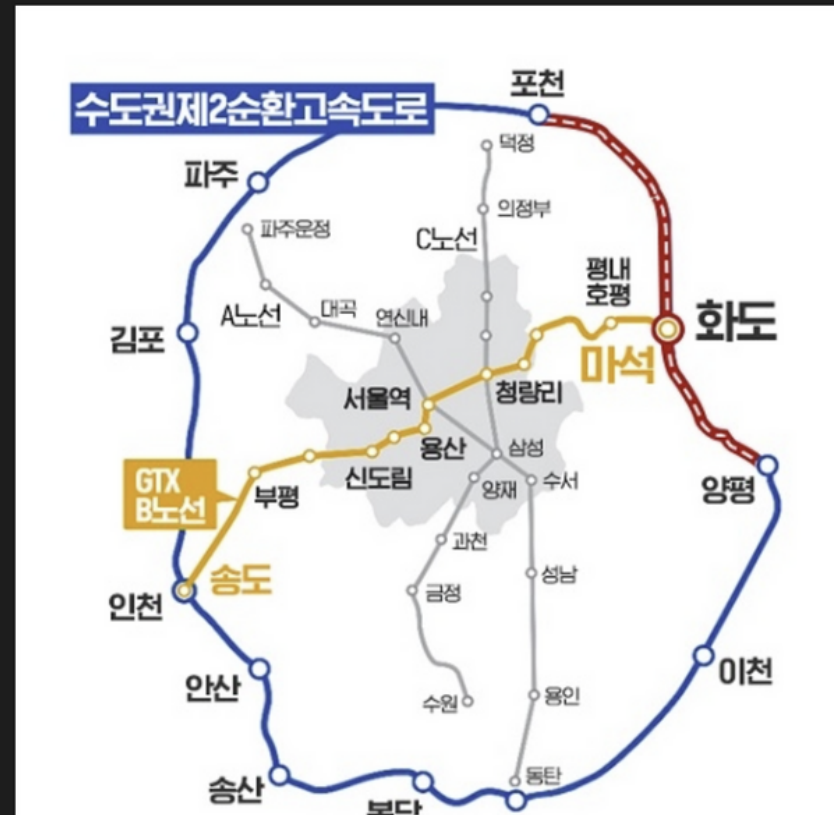 포천
수도권제2순환고속도로
덕정
파주
의정부
파주운정
C노선
평내
호평
A노선
대곡
연신내
화도
김포
마석
서울역
청량리
용산
삼성
신도림
GTX
B노선
부평
양재
수서
양평
과천
송도
성남
인천
금정
안산
이천
수원
용인
송산
동탄
봉담